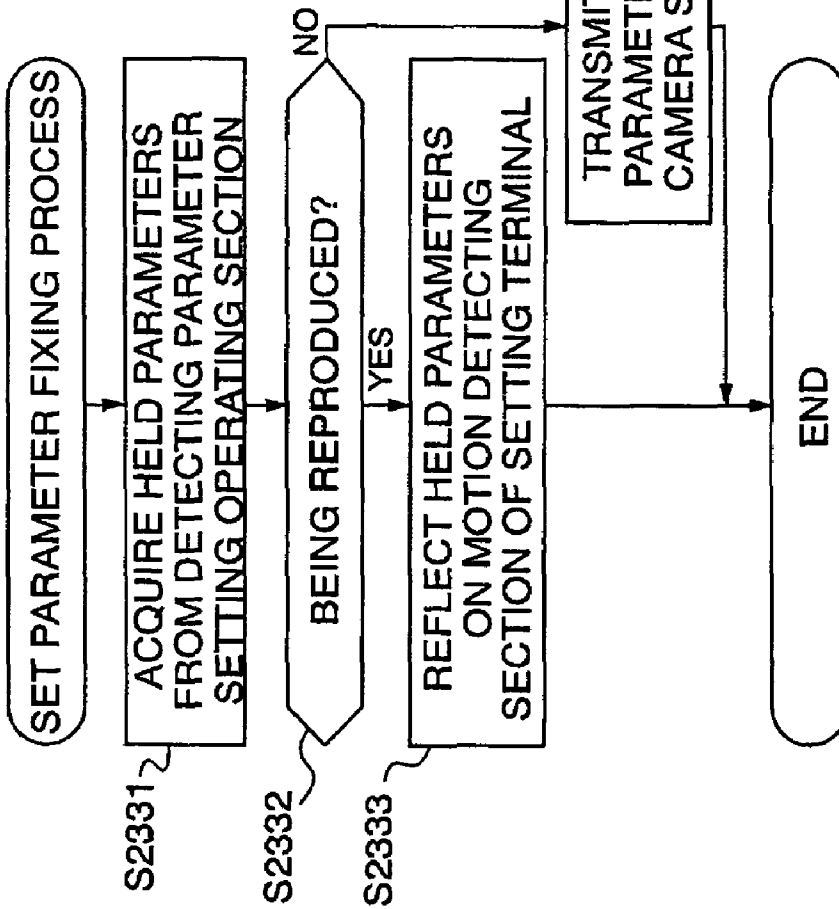 SET PARAMETER FIXING PROCESS
S2331
ACQUIRE HELD PARAMETERS
FROM DETECTING PARAMETER
SETTING OPERATING SECTION
S2332
BEING REPRODUCED?
NO
YES
S2333
REFLECT HELD PARAMETERS
ON MOTION DETECTING
SECTION OF SETTING TERMINAL
TRANSMIT
CAMERA
END